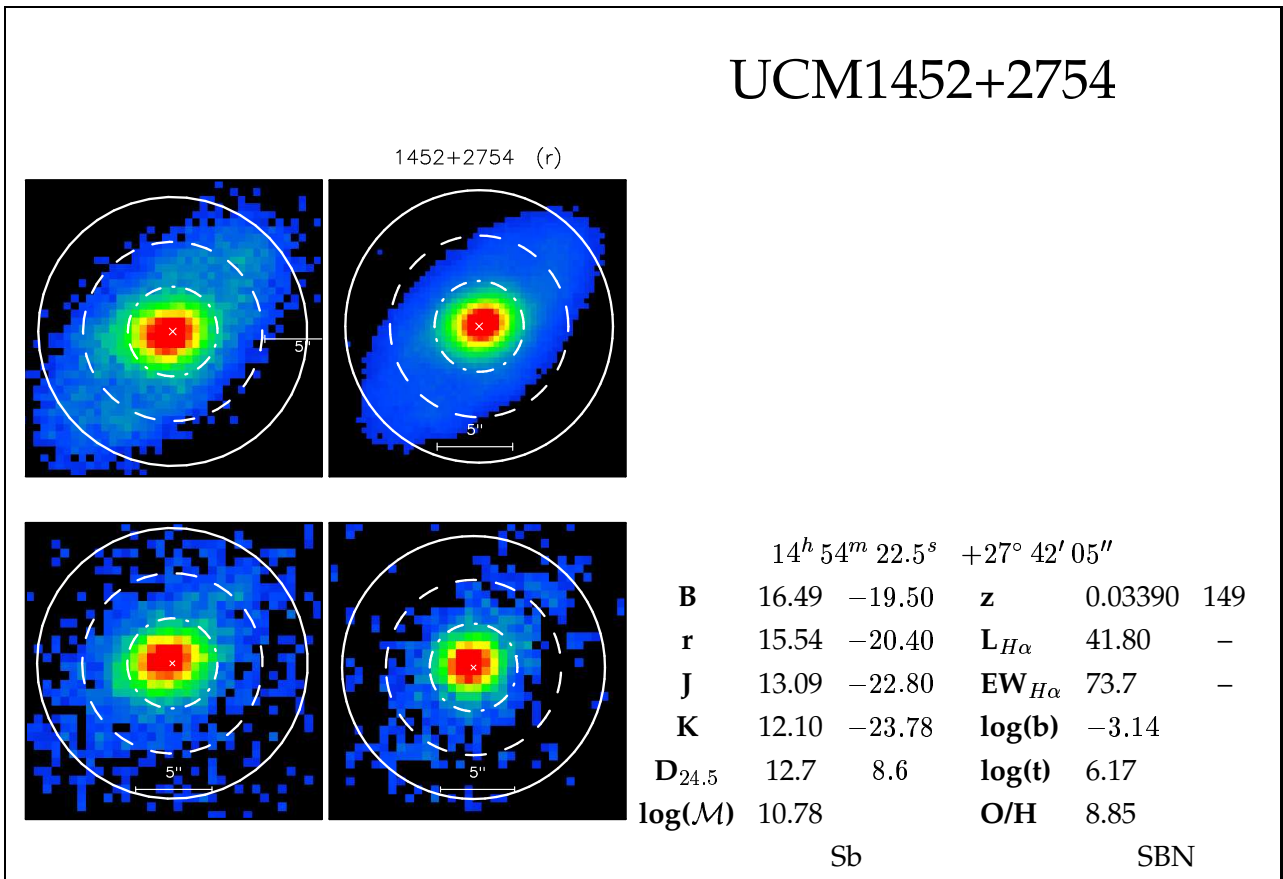 UCM1452+2754
1452+2754 (r)
5"
5"
5"
5"
14h 54m 22.5s +27° 42′ 05″
B 16.49 −19.50 z 0.03390 149
r 15.54 −20.40 LHα 41.80 –
J 13.09 −22.80 EWHα 73.7 –
K 12.10 −23.78 log(b) −3.14
D24.5 12.7 8.6 log(t) 6.17
log(M) 10.78 O/H 8.85
Sb SBN